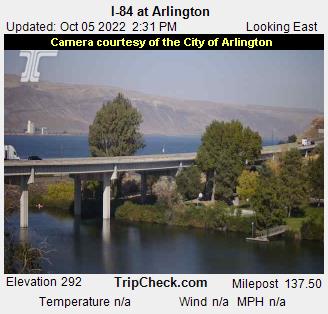 I-84 at Arlington
Updated: Oct 05 2022 2:31 PM Looking East
Camera courtesy of the City of Arlington
Elevation 292 TripCheck.com Milepost 137.50
Temperature n/a Wind n/a MPH n/a